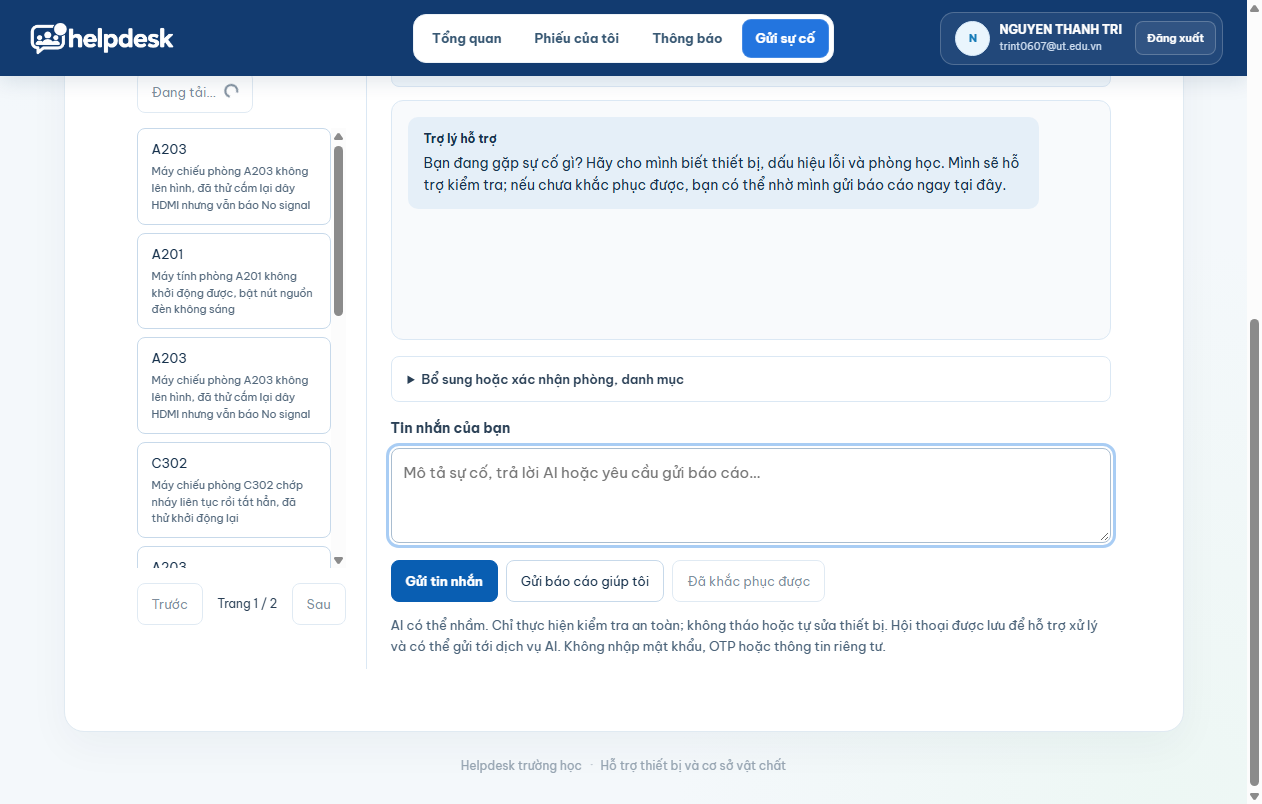 helpdesk
Tổng quan
Phiếu của tôi
Thông báo
Gửi sự cố
N
NGUYEN THANH TRI
trint0607@ut.edu.vn
Đăng xuất
Đang tải...
A203
Máy chiếu phòng A203 không
lên hình, đã thử cắm lại dây
HDMI nhưng vẫn báo No signal
A201
Máy tính phòng A201 không
khởi động được, bật nút nguồn
đèn không sáng
A203
Máy chiếu phòng A203 không
lên hình, đã thử cắm lại dây
HDMI nhưng vẫn báo No signal
C302
Máy chiếu phòng C302 chớp
nháy liên tục rồi tắt hẳn, đã
thử khởi động lại
A203
Trước
Trang 1 / 2
Sau
Trợ lý hỗ trợ
Bạn đang gặp sự cố gì? Hãy cho mình biết thiết bị, dấu hiệu lỗi và phòng học. Mình sẽ hỗ
trợ kiểm tra; nếu chưa khắc phục được, bạn có thể nhờ mình gửi báo cáo ngay tại đây.
Bổ sung hoặc xác nhận phòng, danh mục
Tin nhắn của bạn
Mô tả sự cố, trả lời AI hoặc yêu cầu gửi báo cáo...
Gửi tin nhắn
Gửi báo cáo giúp tôi
Đã khắc phục được
AI có thể nhầm. Chỉ thực hiện kiểm tra an toàn; không tháo hoặc tự sửa thiết bị. Hội thoại được lưu để hỗ trợ xử lý
và có thể gửi tới dịch vụ AI. Không nhập mật khẩu, OTP hoặc thông tin riêng tư.
Helpdesk trường học · Hỗ trợ thiết bị và cơ sở vật chất